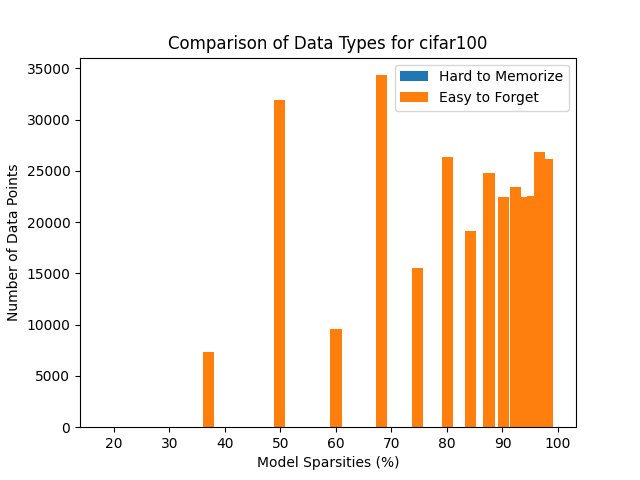 Comparison of Data Types for cifar100
Hard to Memorize
Easy to Forget
35000
30000
25000
20000
15000
10000
5000
0
Number of Data Points
20 30 40 50 60 70 80 90 100
Model Sparsities (%)